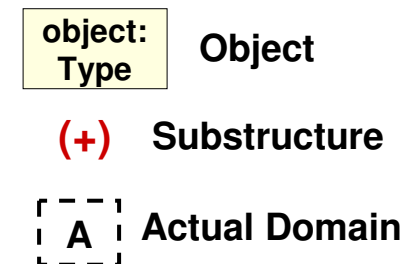 object:
Type
Object
(+) Substructure
A Actual Domain